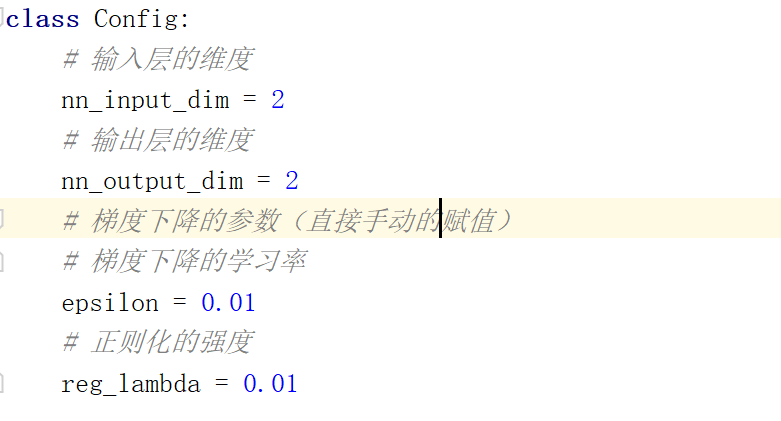 class Config:
# 输入层的维度
nn_input_dim = 2
# 输出层的维度
nn_output_dim = 2
# 梯度下降的参数（直接手动的赋值）
# 梯度下降的学习率
epsilon = 0.01
# 正则化的强度
reg_lambda = 0.01